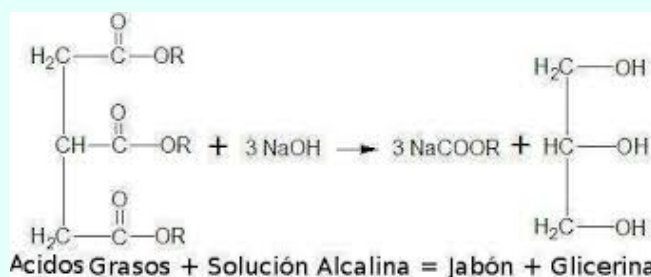 O O
H₂C—C—OR H₂C—OH
O
CH—C—OR + 3 NaOH → 3 NaCOOR + HC—OH
O
H₂C—C—OR H₂C—OH
Acidos Grasos + Solución Alcalina = Jabón + Glicerina